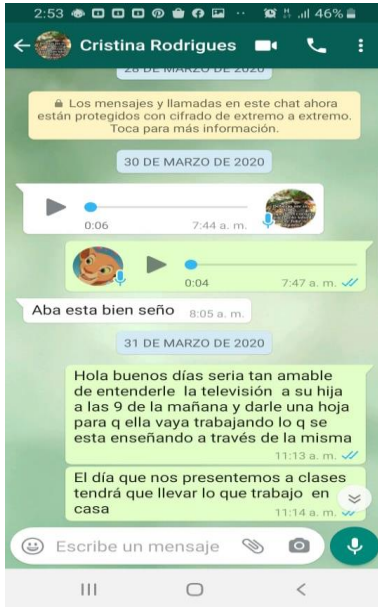 2:53 46%
Cristina Rodrigues
28 DE MARZO DE 2020
Los mensajes y llamadas en este chat ahora
están protegidos con cifrado de extremo a extremo.
Toca para más información.
30 DE MARZO DE 2020
0:06 7:44 a. m.
0:04 7:47 a. m.
Aba esta bien seño 8:05 a. m.
31 DE MARZO DE 2020
Hola buenos días seria tan amable
de entenderle la televisión a su hija
a las 9 de la mañana y darle una hoja
para q ella vaya trabajando lo q se
esta enseñando a través de la misma
11:13 a. m.
El día que nos presentemos a clases
tendrá que llevar lo que trabajo en
casa
11:14 a. m.
Escribe un mensaje